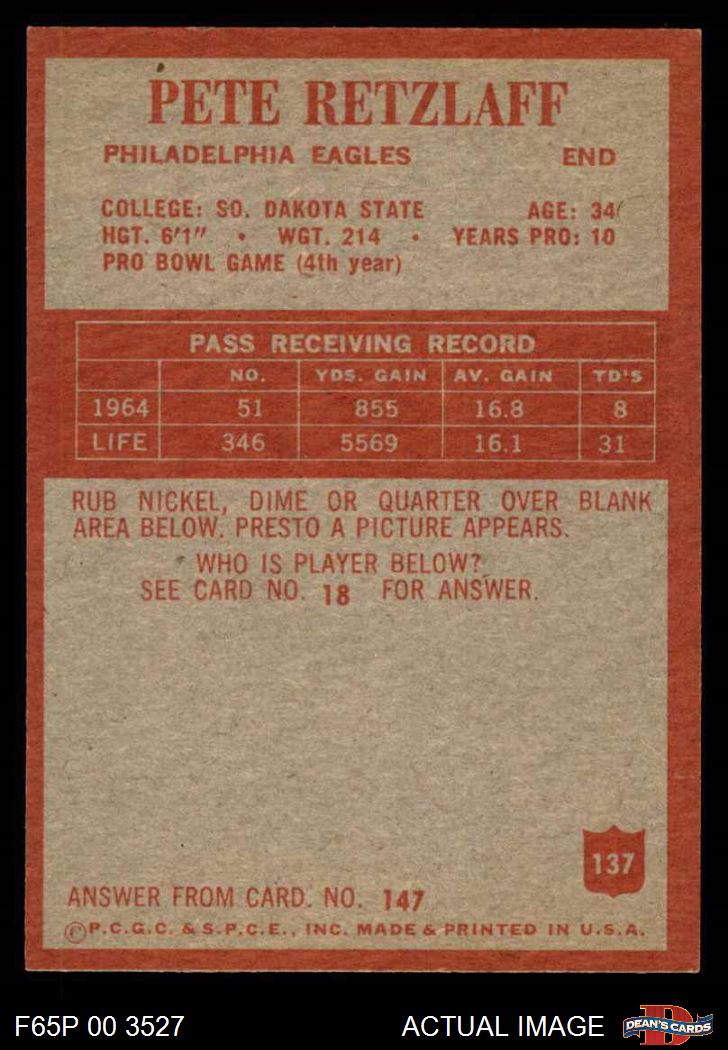 PETE RETZLAFF
PHILADELPHIA EAGLES END
COLLEGE: SO. DAKOTA STATE AGE: 34
HGT. 6'1" • WGT. 214 • YEARS PRO: 10
PRO BOWL GAME (4th year)
PASS RECEIVING RECORD
NO. YDS. GAIN AV. GAIN TD'S
1964 51 855 16.8 8
LIFE 346 5569 16.1 31
RUB NICKEL, DIME OR QUARTER OVER BLANK
AREA BELOW. PRESTO A PICTURE APPEARS.
WHO IS PLAYER BELOW?
SEE CARD NO. 18 FOR ANSWER.
137
ANSWER FROM CARD. NO. 147
©P.C.G.C. & S.P.C.E., INC. MADE & PRINTED IN U.S.A.
F65P 00 3527 ACTUAL IMAGE D DEAN'S CARDS